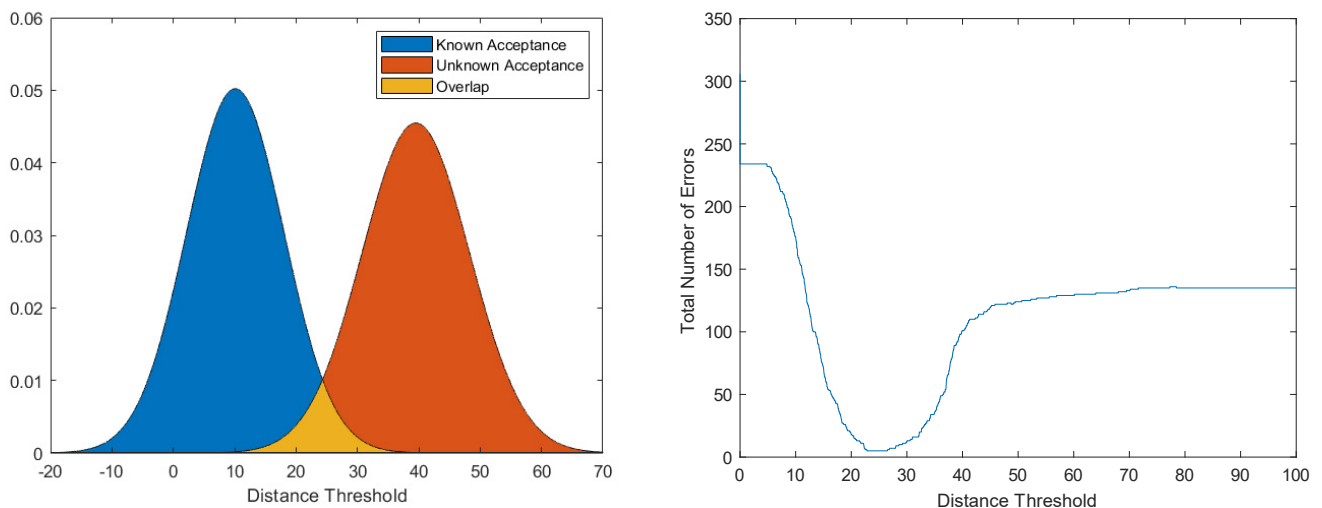 0.06
0.05
0.04
0.03
0.02
0.01
0
-20 -10 0 10 20 30 40 50 60 70
Distance Threshold
Known Acceptance
Unknown Acceptance
Overlap
350
300
250
200
150
100
50
0
Total Number of Errors
0 10 20 30 40 50 60 70 80 90 100
Distance Threshold